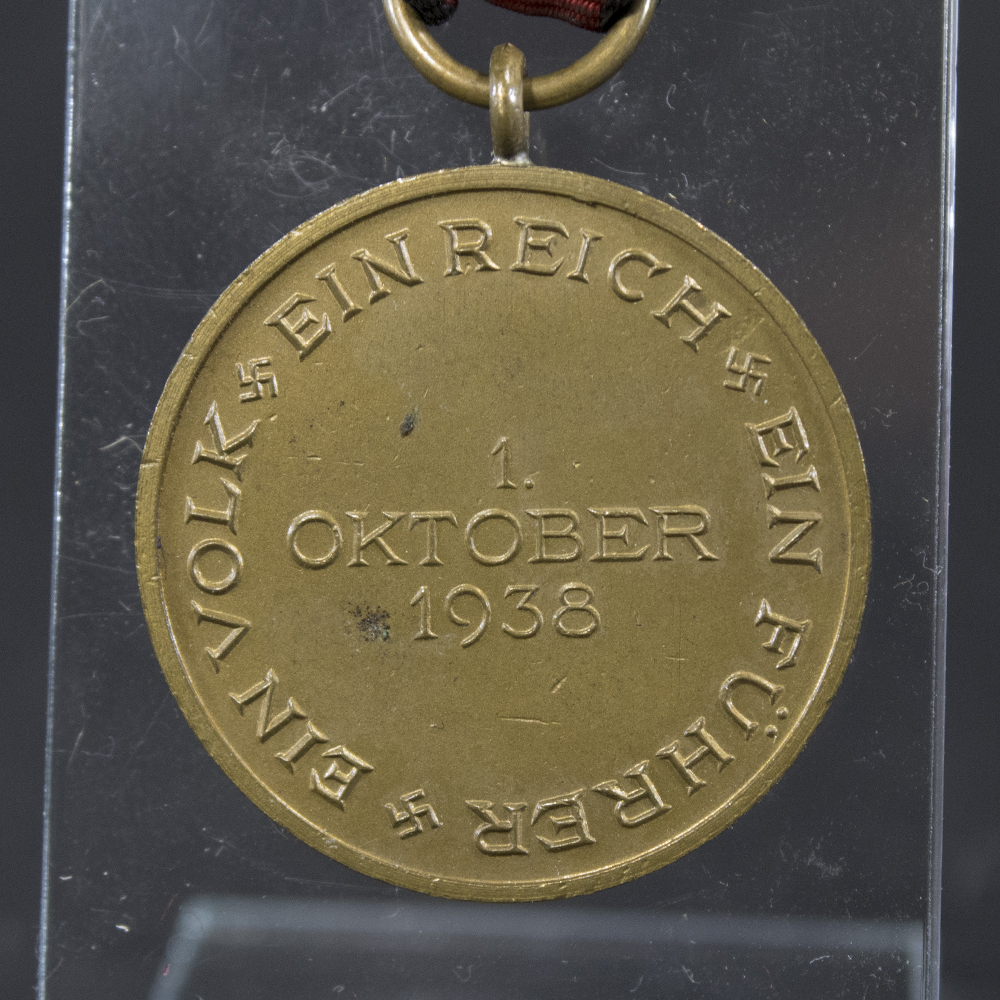 EIN VOLK EIN REICH EIN FÜHRER
1.
OKTOBER
1938